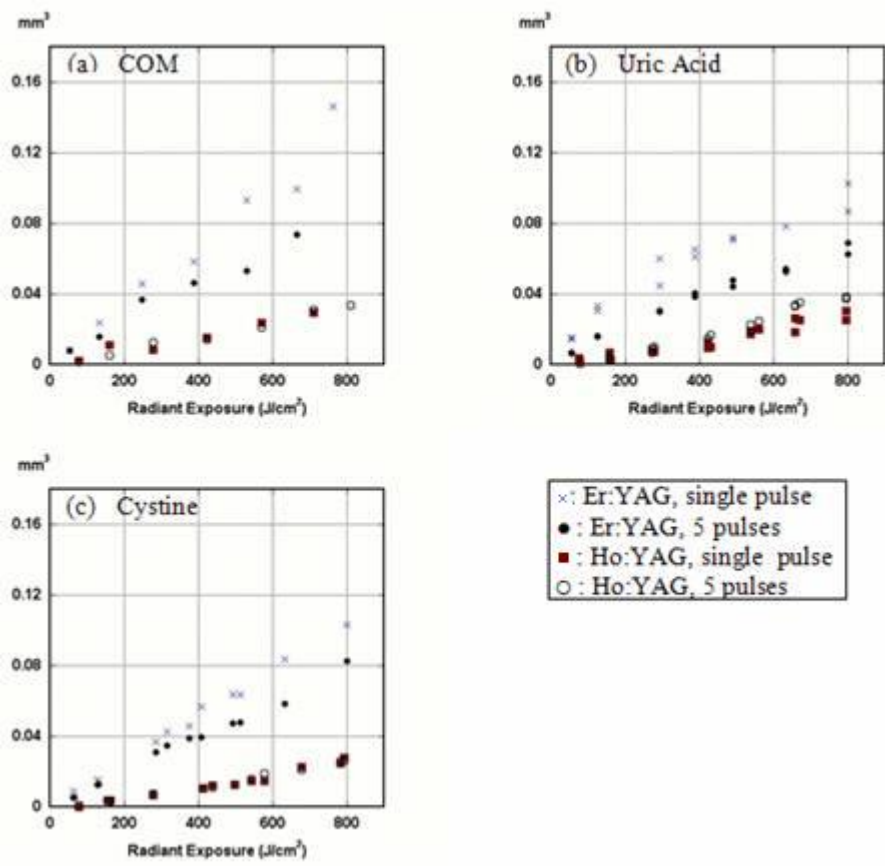 mm³
(a) COM
0.16
0.12
0.08
0.04
0
0 200 400 600 800
Radiant Exposure (J/cm²)
mm³
(b) Uric Acid
0.16
0.12
0.08
0.04
0
0 200 400 600 800
Radiant Exposure (J/cm²)
mm³
(c) Cystine
0.16
0.12
0.08
0.04
0
0 200 400 600 800
Radiant Exposure (J/cm²)
×: Er:YAG, single pulse
●: Er:YAG, 5 pulses
■: Ho:YAG, single pulse
○: Ho:YAG, 5 pulses